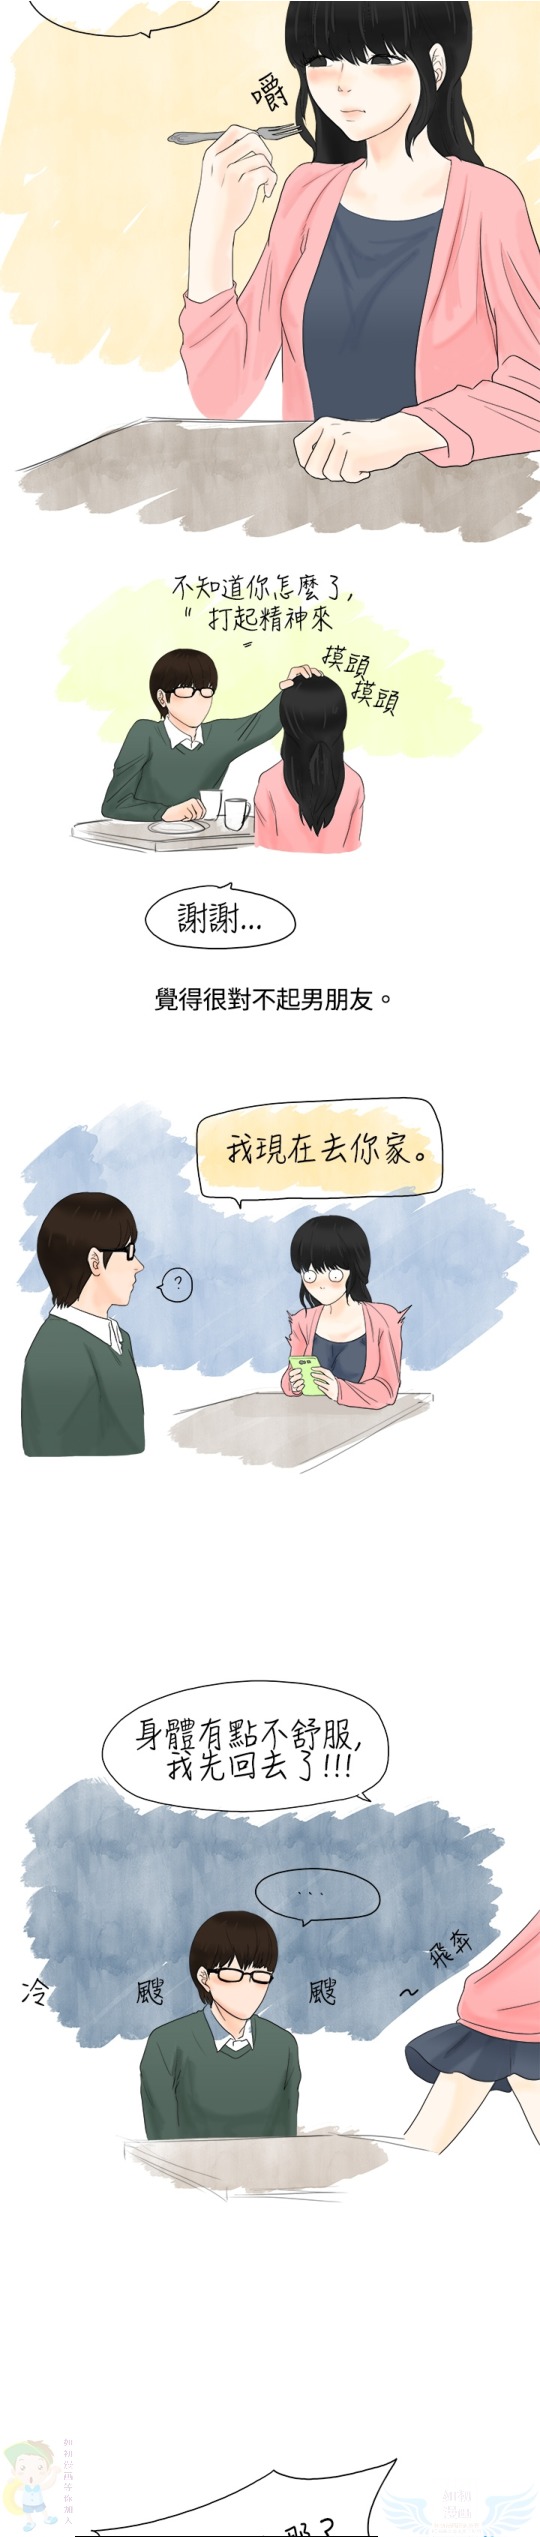 嚼
不知道你怎麼了,
" 打起精神來 "
摸頭
摸頭
謝謝...
覺得很對不起男朋友。
我現在去你家。
?
身體有點不舒服,
我先回去了!!!
...
飛奔
冷 颼 颼 ~
那?